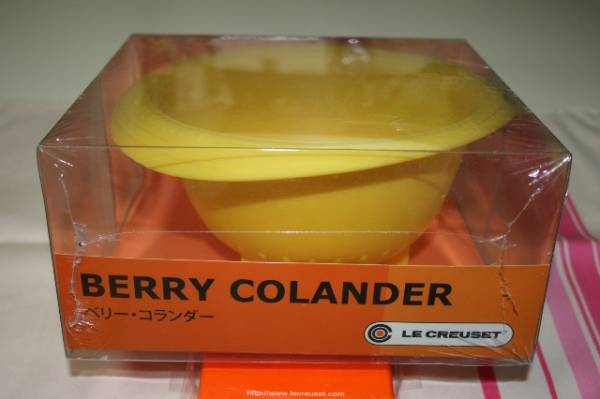 BERRY COLANDER
ベリー・コランダー
LE CREUSET
http://www.lecreuset.com